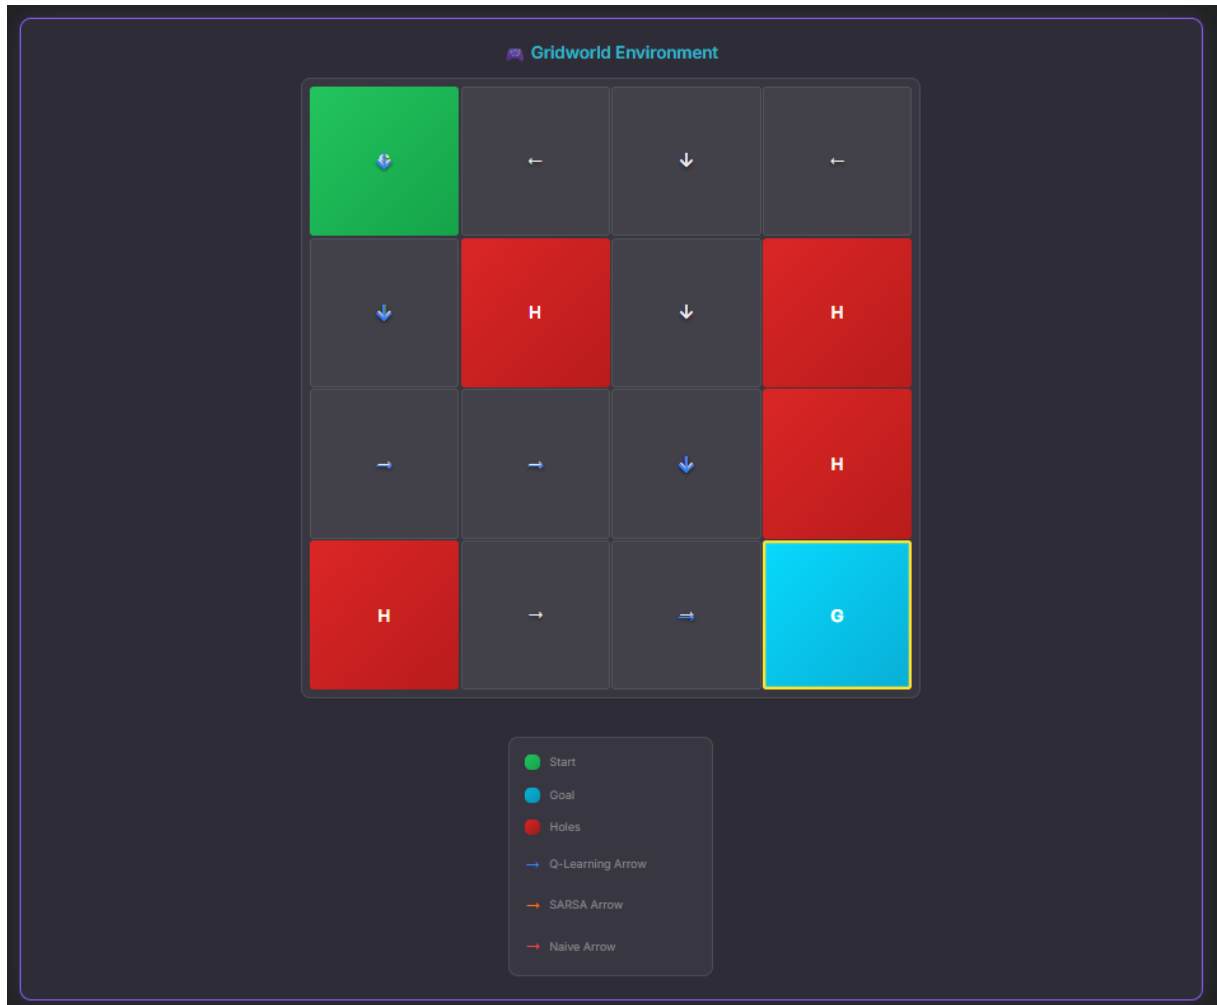 Gridworld Environment
← ↓ ←
↓ H ↓ H
→ → ↓ H
H → → G
Start
Goal
Holes
→ Q-Learning Arrow
→ SARSA Arrow
→ Naive Arrow